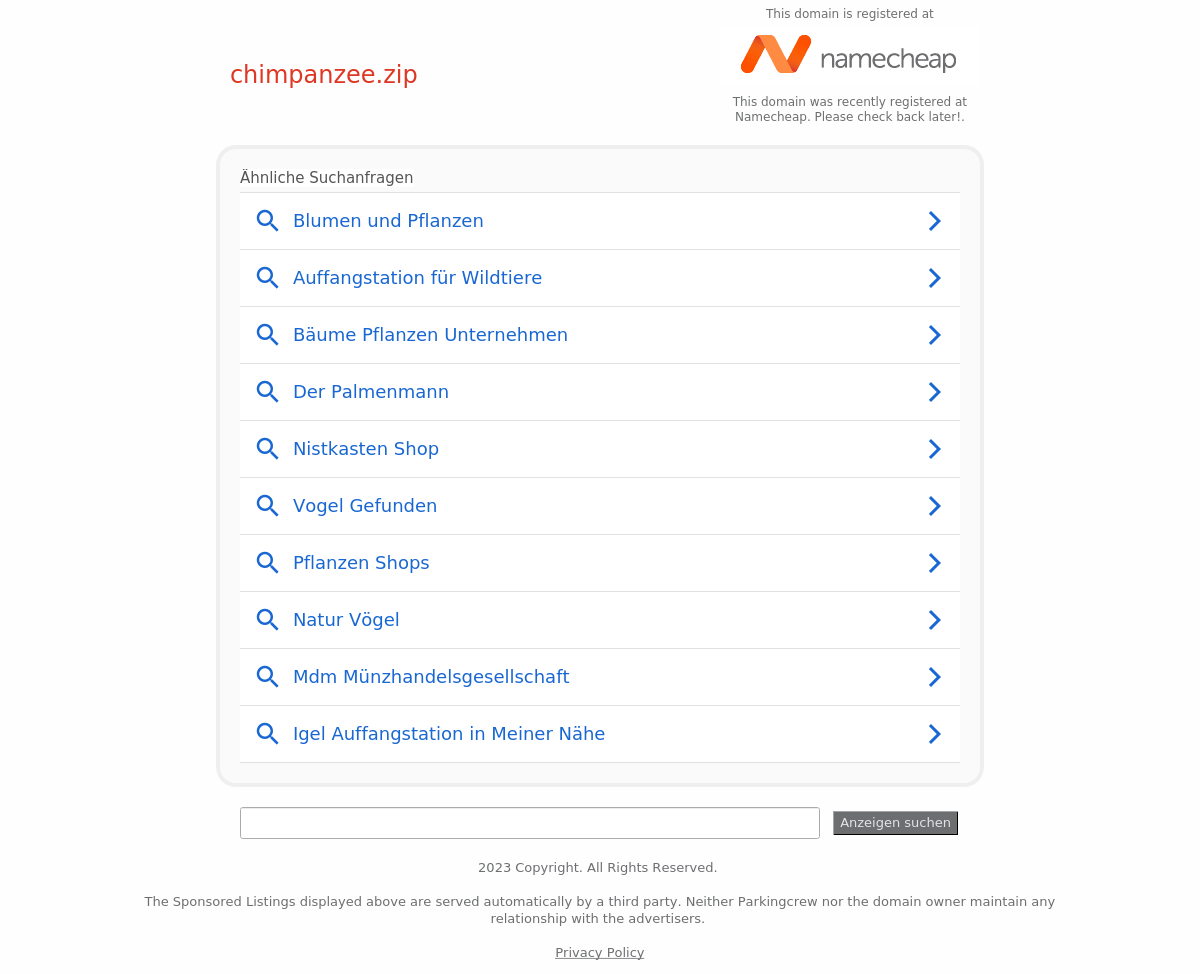 This domain is registered at
namecheap
chimpanzee.zip
This domain was recently registered at
Namecheap. Please check back later!.
Ähnliche Suchanfragen
Blumen und Pflanzen
Auffangstation für Wildtiere
Bäume Pflanzen Unternehmen
Der Palmenmann
Nistkasten Shop
Vogel Gefunden
Pflanzen Shops
Natur Vögel
Mdm Münzhandelsgesellschaft
Igel Auffangstation in Meiner Nähe
Anzeigen suchen
2023 Copyright. All Rights Reserved.
The Sponsored Listings displayed above are served automatically by a third party. Neither Parkingcrew nor the domain owner maintain any
relationship with the advertisers.
Privacy Policy